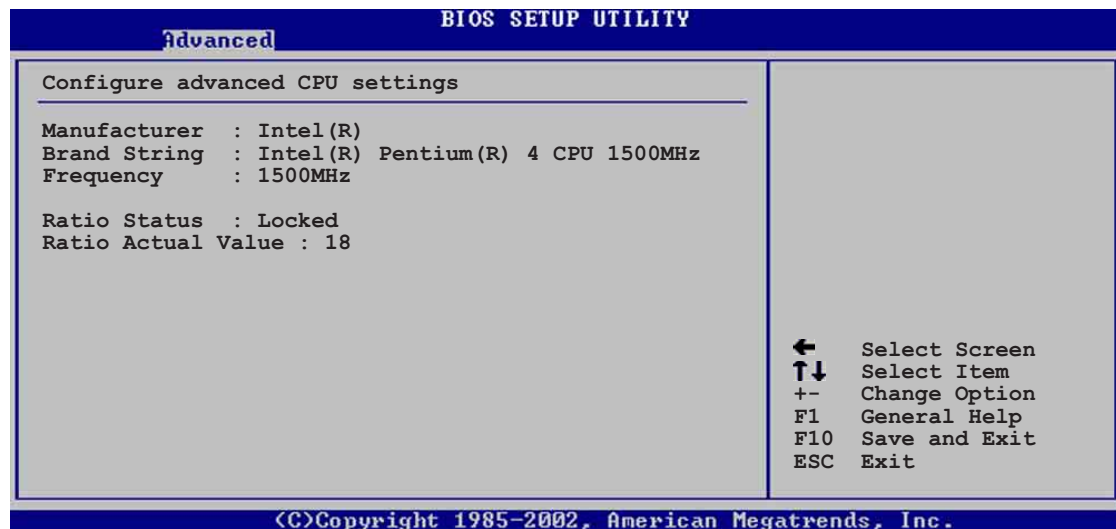 BIOS SETUP UTILITY
Advanced
Configure advanced CPU settings
Manufacturer : Intel(R)
Brand String : Intel(R) Pentium(R) 4 CPU 1500MHz
Frequency : 1500MHz
Ratio Status : Locked
Ratio Actual Value : 18
← Select Screen
↑↓ Select Item
+- Change Option
F1 General Help
F10 Save and Exit
ESC Exit
(C)Copyright 1985-2002, American Megatrends, Inc.